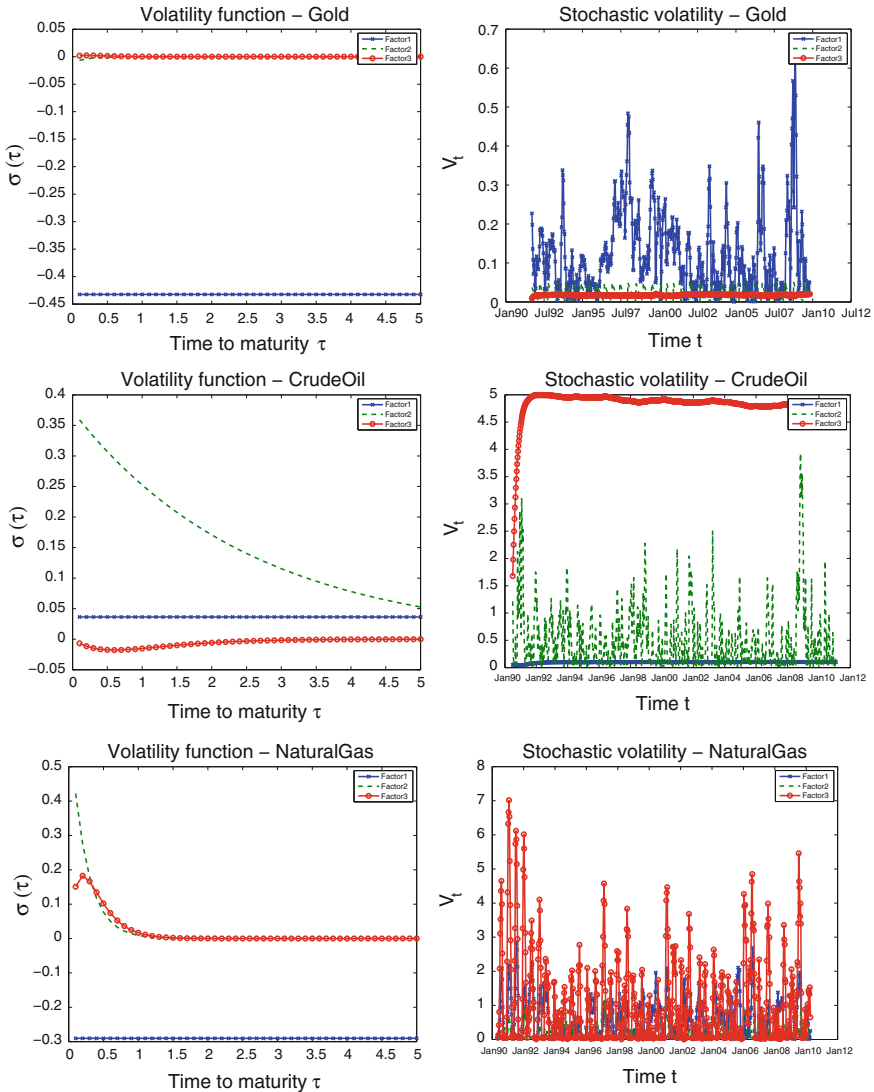 Volatility function – Gold
0.05
0
−0.05
−0.1
−0.15
−0.2
−0.25
−0.3
−0.35
−0.4
−0.45
σ (τ)
Factor1
Factor2
Factor3
0 0.5 1 1.5 2 2.5 3 3.5 4 4.5 5
Time to maturity τ
Stochastic volatility – Gold
0.7
0.6
0.5
0.4
0.3
0.2
0.1
0
V_t
Factor1
Factor2
Factor3
Jan90 Jul92 Jan95 Jul97 Jan00 Jul02 Jan05 Jul07 Jan10 Jul12
Time t
Volatility function – CrudeOil
0.4
0.35
0.3
0.25
0.2
0.15
0.1
0.05
0
−0.05
σ (τ)
Factor1
Factor2
Factor3
0 0.5 1 1.5 2 2.5 3 3.5 4 4.5 5
Time to maturity τ
Stochastic volatility – CrudeOil
5
4.5
4
3.5
3
2.5
2
1.5
1
0.5
0
V_t
Factor1
Factor2
Factor3
Jan90 Jan92 Jan94 Jan96 Jan98 Jan00 Jan02 Jan04 Jan06 Jan08 Jan10 Jan12
Time t
Volatility function – NaturalGas
0.5
0.4
0.3
0.2
0.1
0
−0.1
−0.2
−0.3
σ (τ)
Factor1
Factor2
Factor3
0 0.5 1 1.5 2 2.5 3 3.5 4 4.5 5
Time to maturity τ
Stochastic volatility – NaturalGas
8
7
6
5
4
3
2
1
0
V_t
Factor1
Factor2
Factor3
Jan90 Jan92 Jan94 Jan96 Jan98 Jan00 Jan02 Jan04 Jan06 Jan08 Jan10 Jan12
Time t